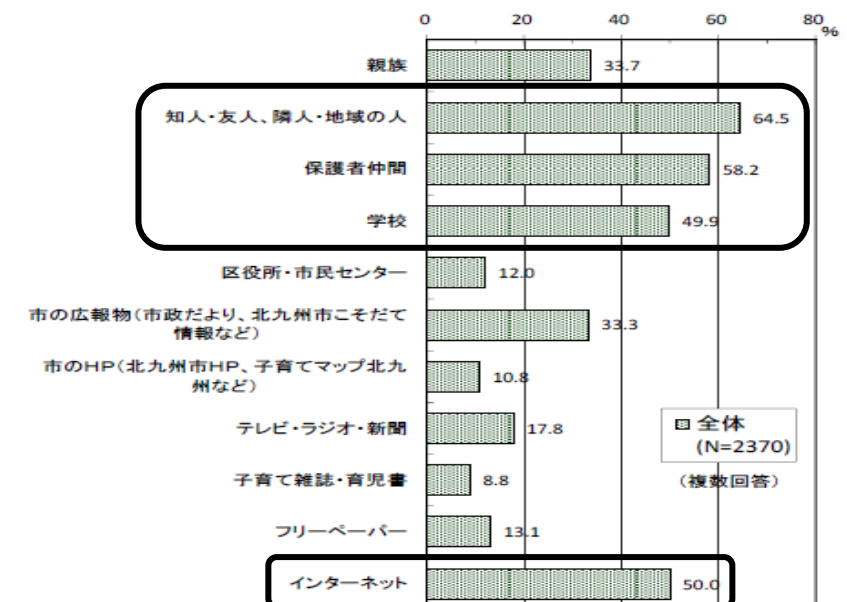 0 20 40 60 80
%
親族 33.7
知人・友人、隣人・地域の人 64.5
保護者仲間 58.2
学校 49.9
区役所・市民センター 12.0
市の広報物(市政だより、北九州市こそだて
情報など) 33.3
市のHP(北九州市HP、子育てマップ北九
州など) 10.8
テレビ・ラジオ・新聞 17.8
全体
(N=2370)
子育て雑誌・育児書 8.8
(複数回答)
フリーペーパー 13.1
インターネット 50.0